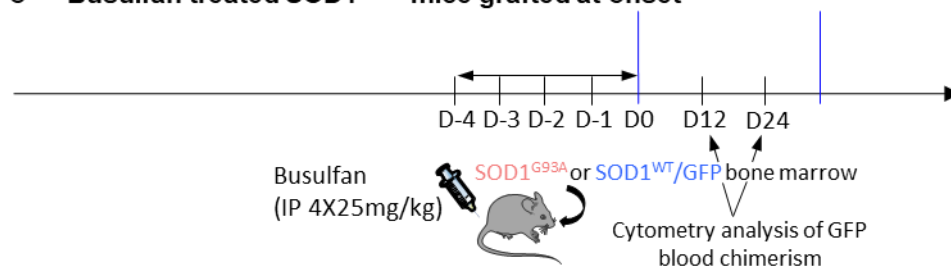 D-4 D-3 D-2 D-1 D0 D12 D24
SOD1G93A or SOD1WT/GFP bone marrow
Busulfan
(IP 4X25mg/kg)
Cytometry analysis of GFP
blood chimerism